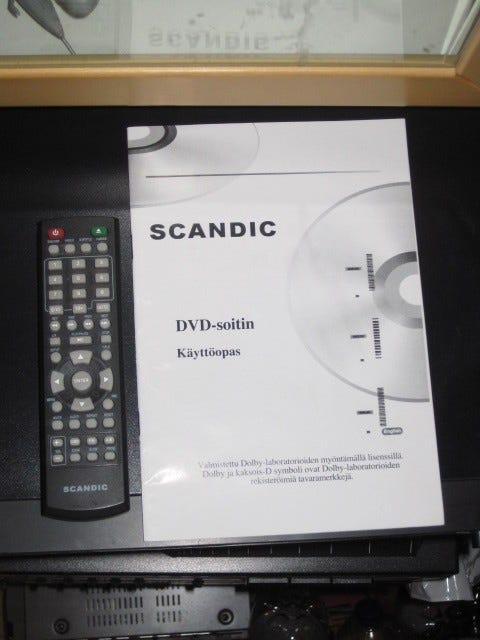 SCANDIC
DVD-soitin
Käyttöopas
Valmistettu Dolby-laboratorioiden myöntämällä lisenssillä.
Dolby ja kaksois-D symboli ovat Dolby-laboratorioiden
rekisteröimiä tavaramerkkejä.
ENTER
SCANDIC